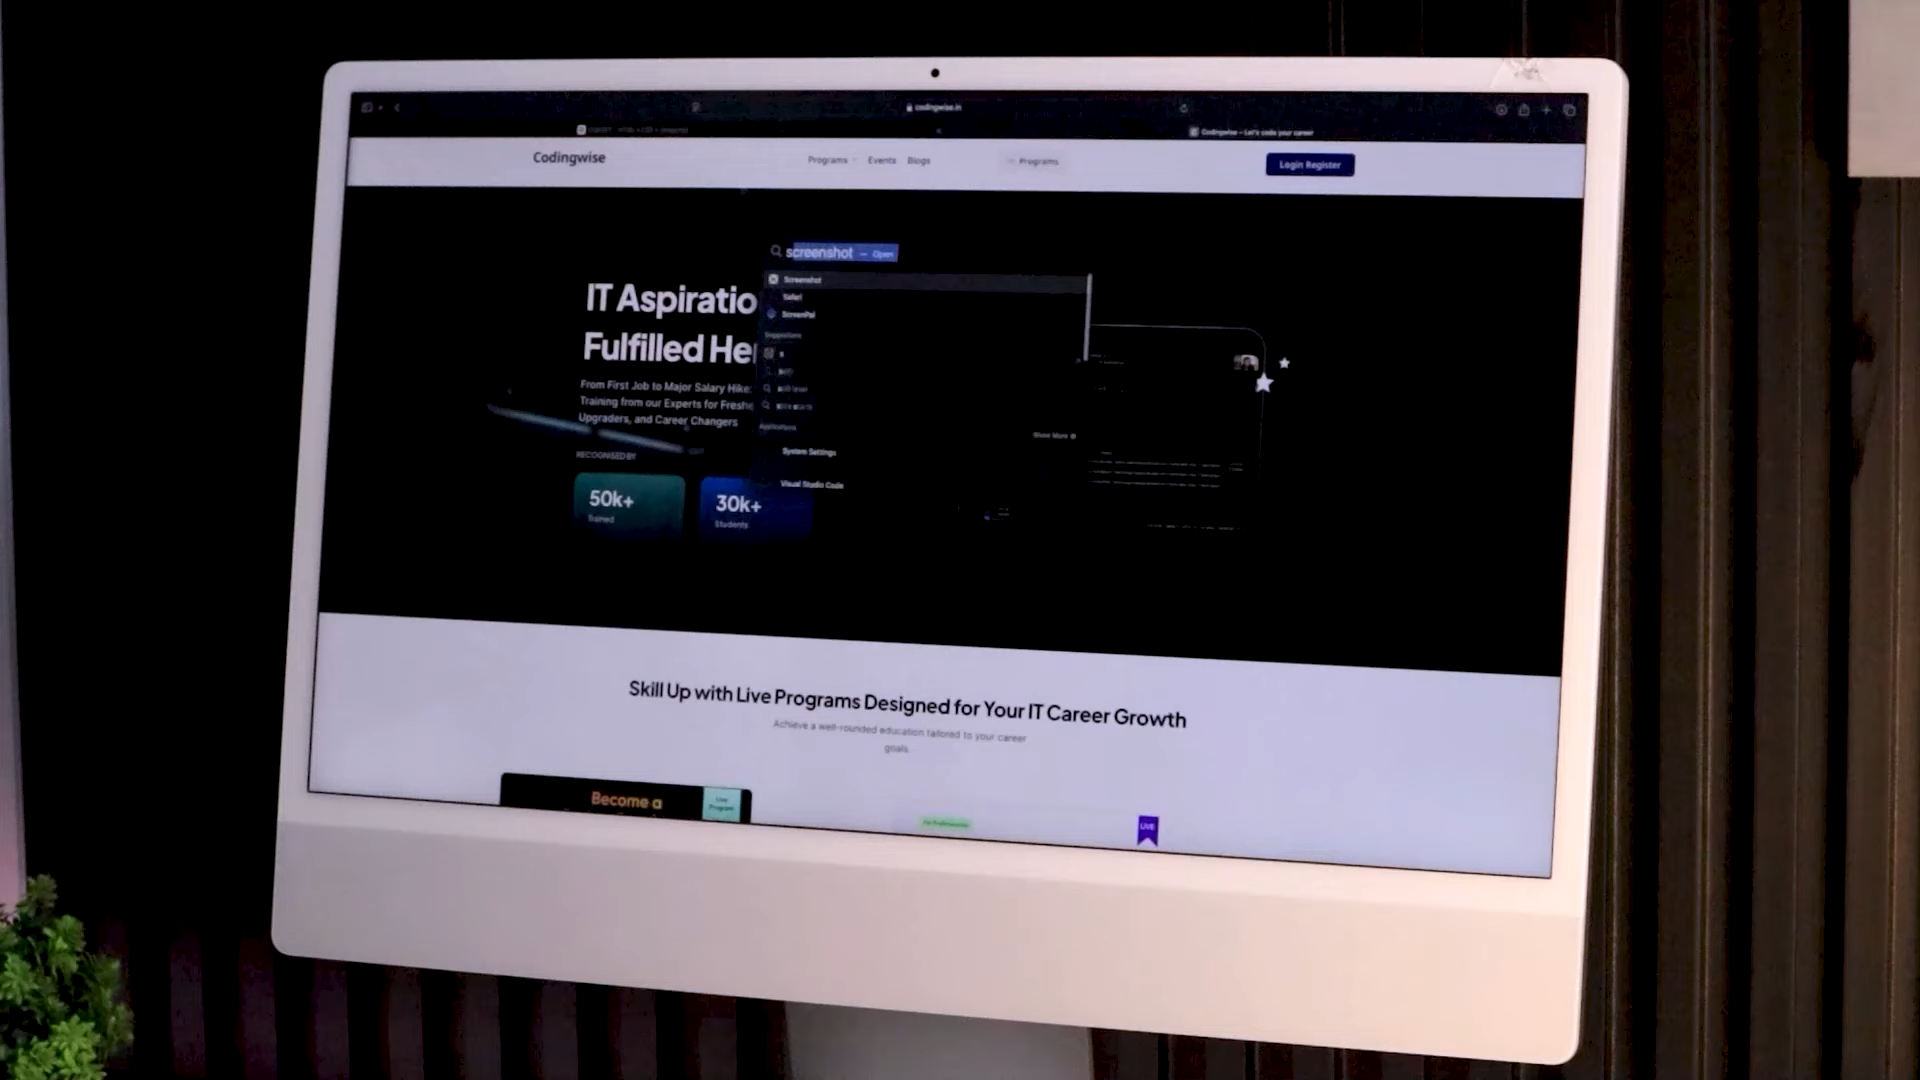 codingwise.in
Codingwise – Let's code your career
Codingwise
Programs
Events
Blogs
Programs
Login Register
screenshot — Open
Screenshot
Safari
ScreenPal
Suggestions
Applications
System Settings
Visual Studio Code
Show More
IT Aspiratio
Fulfilled He
From First Job to Major Salary Hike:
Training from our Experts for Freshe
Upgraders, and Career Changers
RECOGNISED BY
50k+
Trained
30k+
Students
Skill Up with Live Programs Designed for Your IT Career Growth
Achieve a well-rounded education tailored to your career
goals.
Become a
Live
Program
For Professionals
LIVE